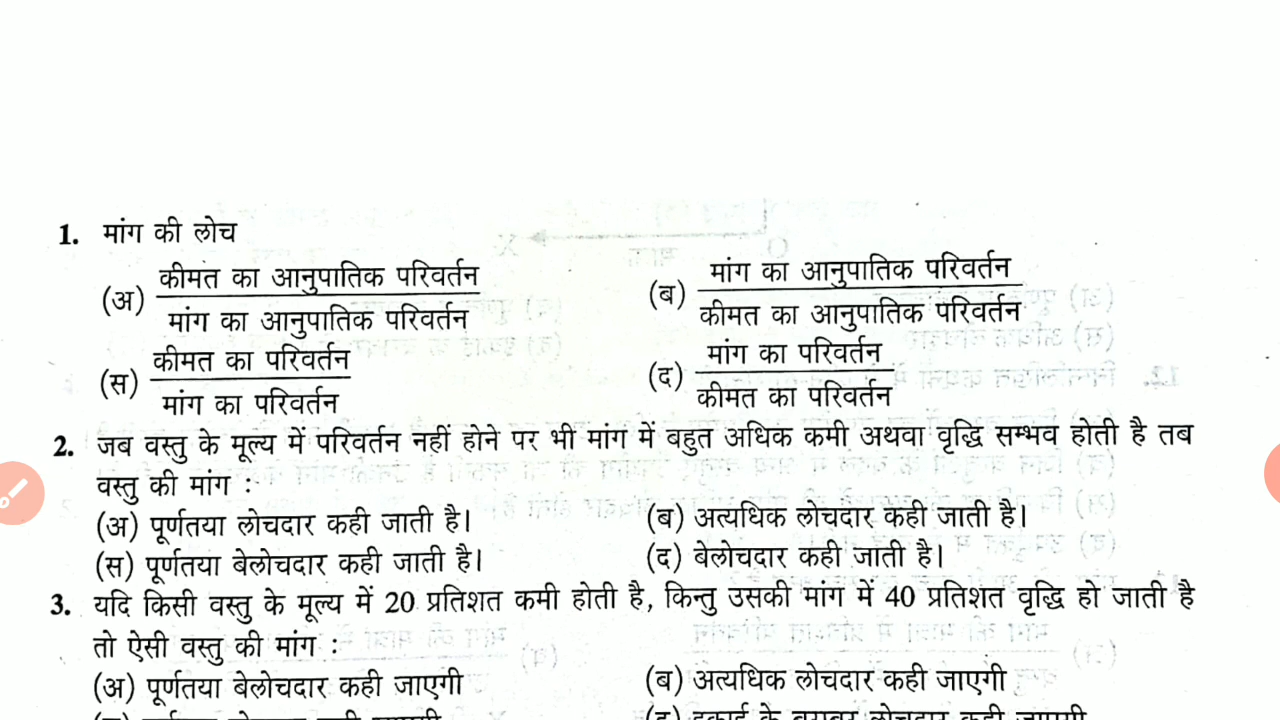 1. मांग की लोच
(अ) कीमत का आनुपातिक परिवर्तन / मांग का आनुपातिक परिवर्तन (ब) मांग का आनुपातिक परिवर्तन / कीमत का आनुपातिक परिवर्तन
(स) कीमत का परिवर्तन / मांग का परिवर्तन (द) मांग का परिवर्तन / कीमत का परिवर्तन
2. जब वस्तु के मूल्य में परिवर्तन नहीं होने पर भी मांग में बहुत अधिक कमी अथवा वृद्धि सम्भव होती है तब
वस्तु की मांग :
(अ) पूर्णतया लोचदार कही जाती है। (ब) अत्यधिक लोचदार कही जाती है।
(स) पूर्णतया बेलोचदार कही जाती है। (द) बेलोचदार कही जाती है।
3. यदि किसी वस्तु के मूल्य में 20 प्रतिशत कमी होती है, किन्तु उसकी मांग में 40 प्रतिशत वृद्धि हो जाती है
तो ऐसी वस्तु की मांग :
(अ) पूर्णतया बेलोचदार कही जाएगी (ब) अत्यधिक लोचदार कही जाएगी